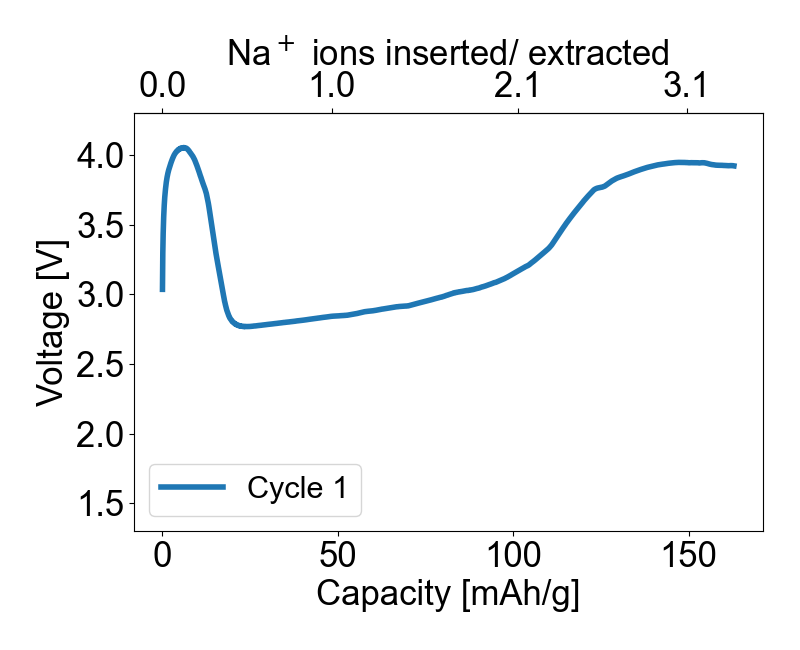 Na+ ions inserted/ extracted
0.0 1.0 2.1 3.1
4.0
3.5
3.0
2.5
2.0
1.5
Voltage [V]
Cycle 1
0 50 100 150
Capacity [mAh/g]